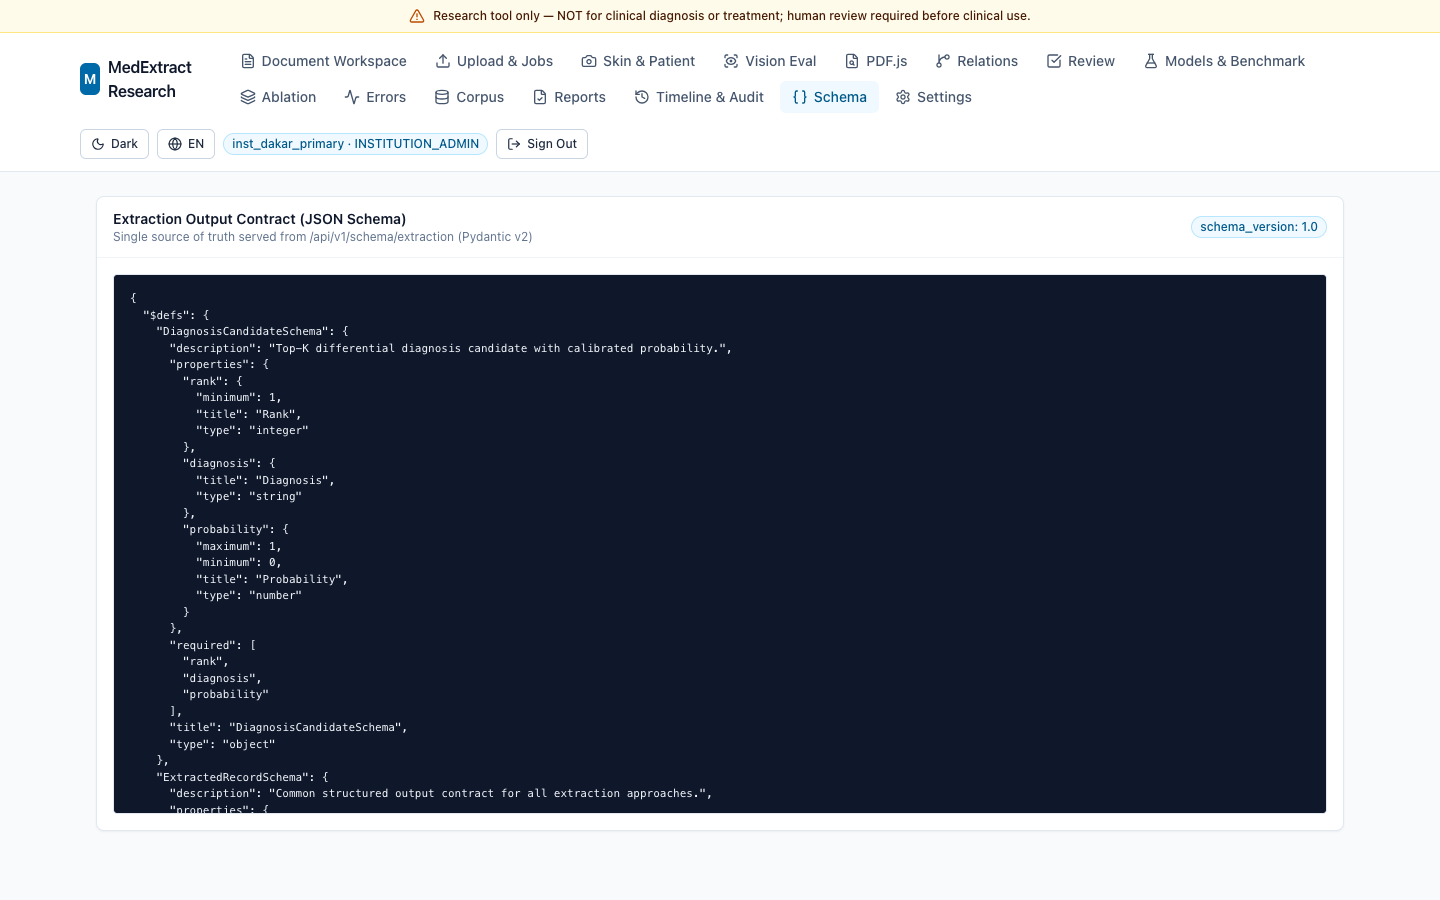 Research tool only — NOT for clinical diagnosis or treatment; human review required before clinical use.
M
MedExtract
Research
Document Workspace
Upload & Jobs
Skin & Patient
Vision Eval
PDF.js
Relations
Review
Models & Benchmark
Ablation
Errors
Corpus
Reports
Timeline & Audit
Schema
Settings
Dark
EN
inst_dakar_primary · INSTITUTION_ADMIN
Sign Out
Extraction Output Contract (JSON Schema)
Single source of truth served from /api/v1/schema/extraction (Pydantic v2)
schema_version: 1.0
{
  "$defs": {
    "DiagnosisCandidateSchema": {
      "description": "Top-K differential diagnosis candidate with calibrated probability.",
      "properties": {
        "rank": {
          "minimum": 1,
          "title": "Rank",
          "type": "integer"
        },
        "diagnosis": {
          "title": "Diagnosis",
          "type": "string"
        },
        "probability": {
          "maximum": 1,
          "minimum": 0,
          "title": "Probability",
          "type": "number"
        }
      },
      "required": [
        "rank",
        "diagnosis",
        "probability"
      ],
      "title": "DiagnosisCandidateSchema",
      "type": "object"
    },
    "ExtractedRecordSchema": {
      "description": "Common structured output contract for all extraction approaches.",
      "properties": {